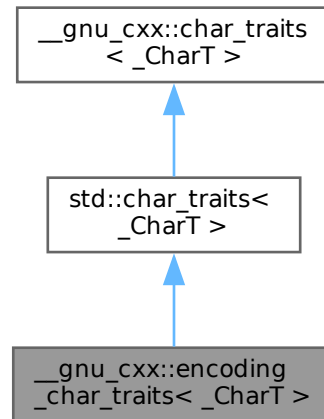 __gnu_cxx::char_traits
< _CharT >
std::char_traits<
_CharT >
__gnu_cxx::encoding
_char_traits< _CharT >